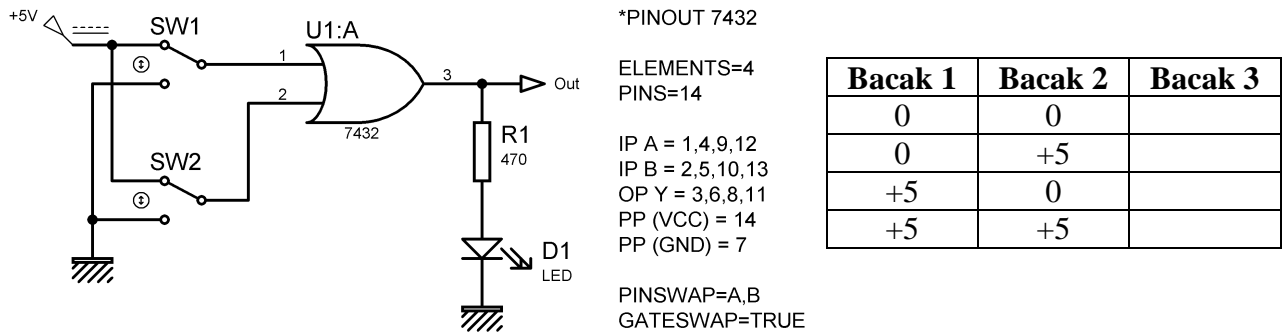 +5V
SW1
U1:A
1
2
3
Out
7432
SW2
R1
470
D1
LED
*PINOUT 7432
ELEMENTS=4
PINS=14
IP A = 1,4,9,12
IP B = 2,5,10,13
OP Y = 3,6,8,11
PP (VCC) = 14
PP (GND) = 7
PINSWAP=A,B
GATESWAP=TRUE
Bacak 1 Bacak 2 Bacak 3
0 0
0 +5
+5 0
+5 +5